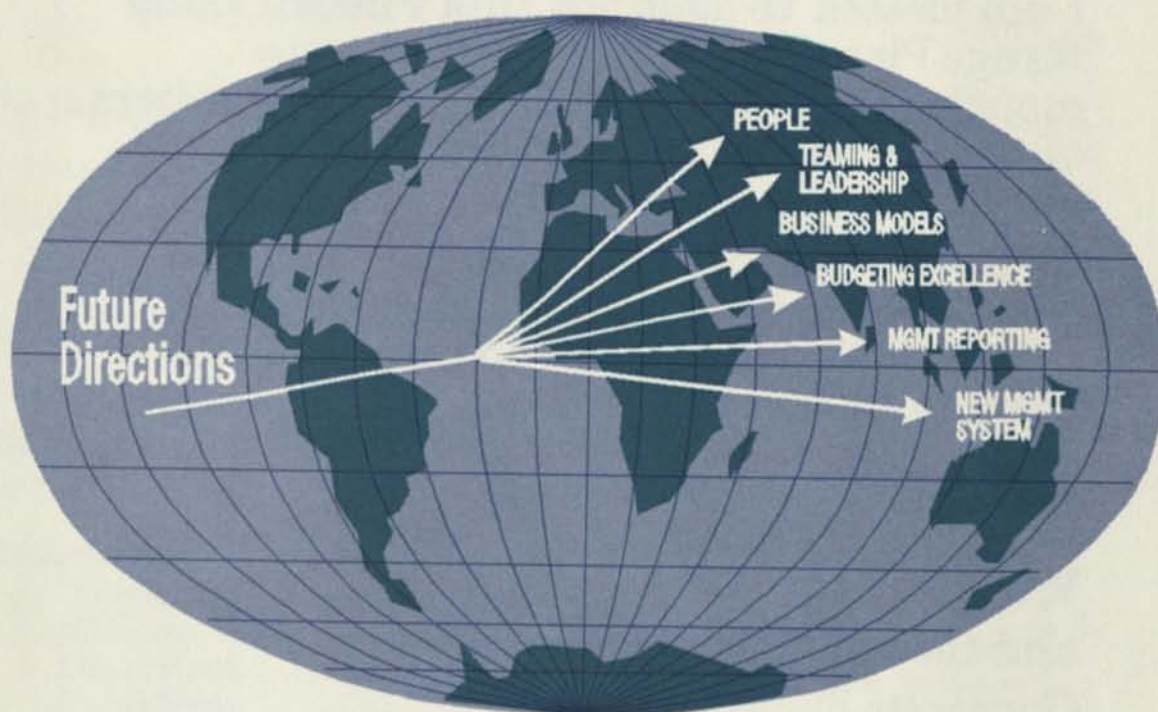 PEOPLE
TEAMING &
LEADERSHIP
BUSINESS MODELS
BUDGETING EXCELLENCE
Future
Directions
MGMT REPORTING
NEW MGMT
SYSTEM